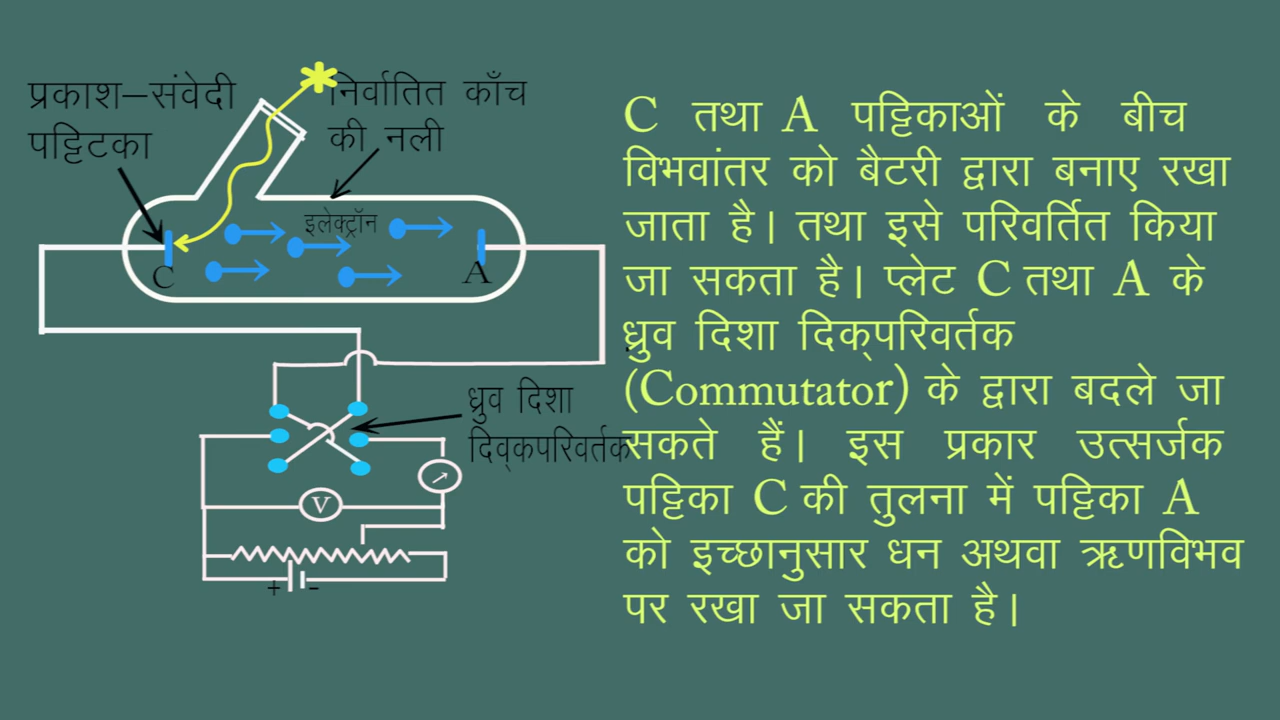 प्रकाश–संवेदी
पट्टिटका
निर्वातित काँच
की नली
इलेक्ट्रॉन
C
A
ध्रुव दिशा
दिव्कपरिवर्तक
V
+ -
C तथा A पट्टिकाओं के बीच
विभवांतर को बैटरी द्वारा बनाए रखा
जाता है। तथा इसे परिवर्तित किया
जा सकता है। प्लेट C तथा A के
ध्रुव दिशा दिक्‌परिवर्तक
(Commutator) के द्वारा बदले जा
सकते हैं। इस प्रकार उत्सर्जक
पट्टिका C की तुलना में पट्टिका A
को इच्छानुसार धन अथवा ऋणविभव
पर रखा जा सकता है।